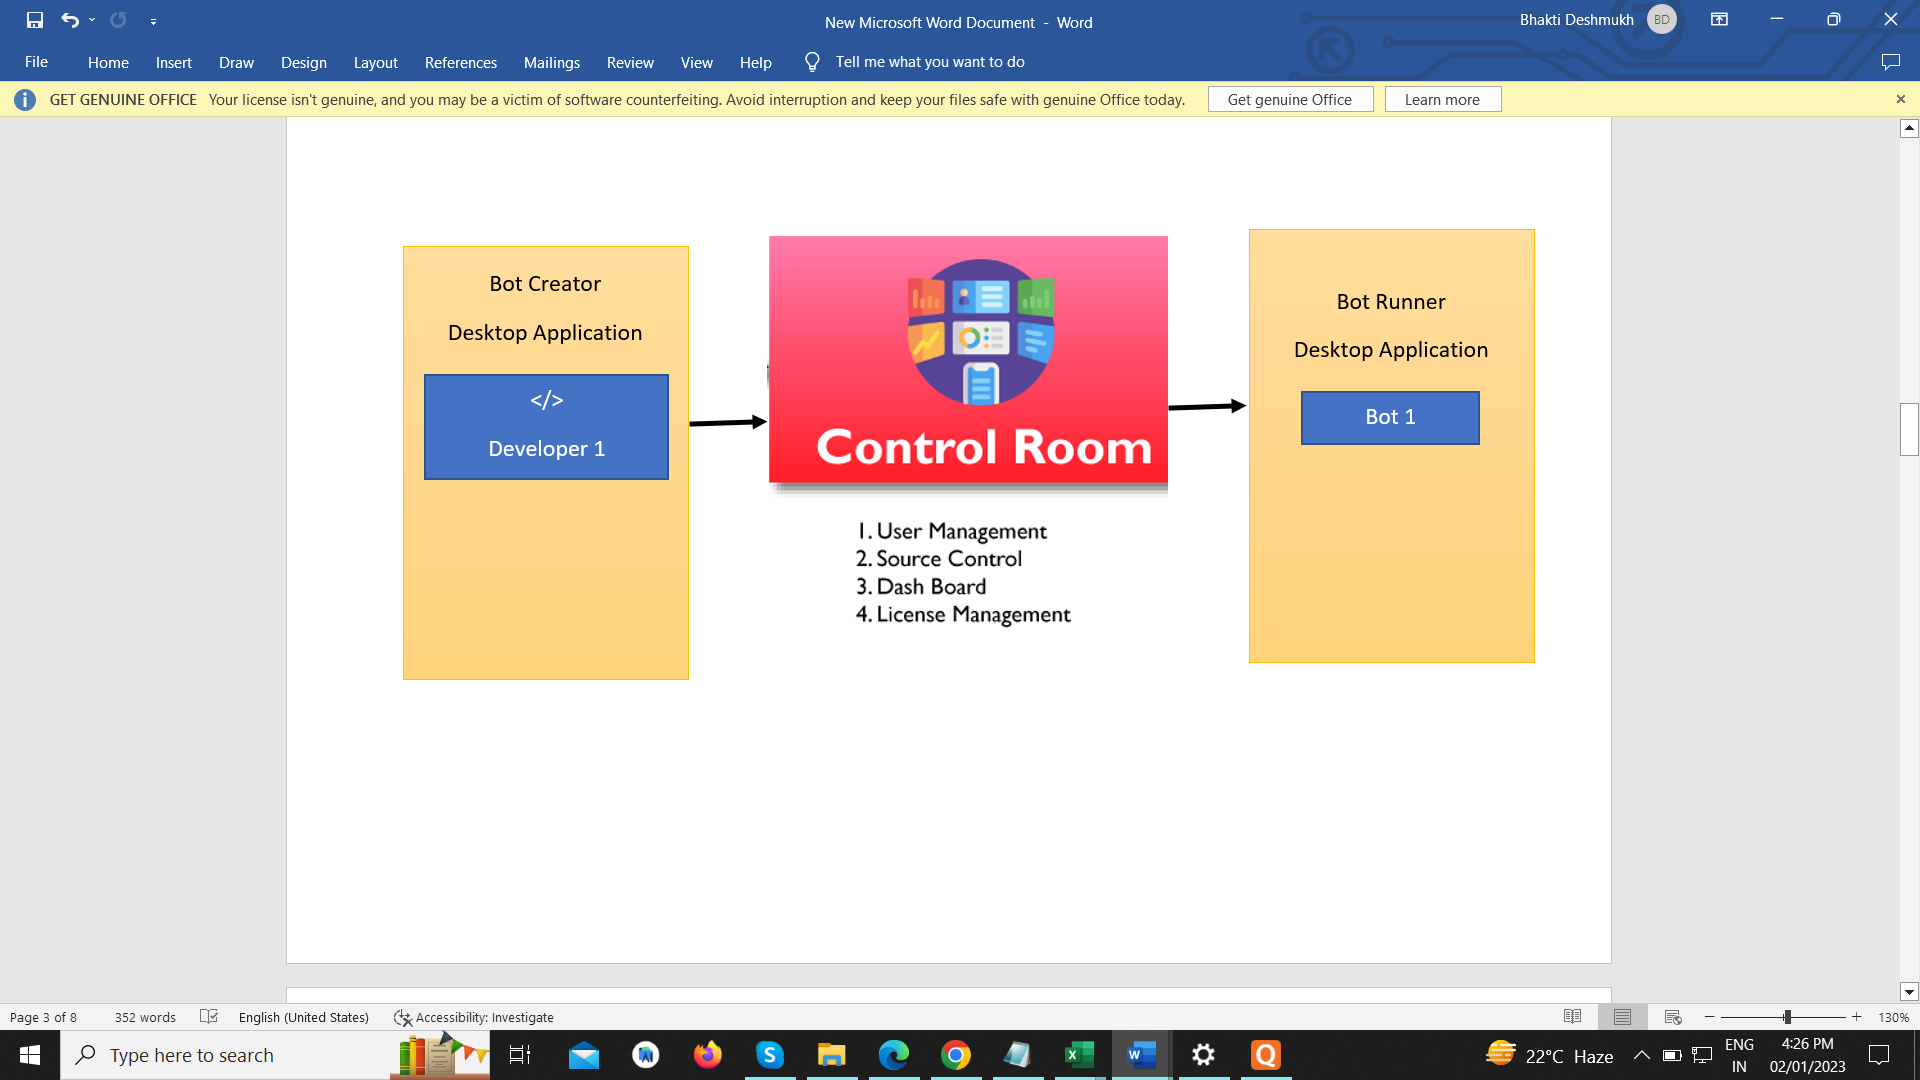 New Microsoft Word Document - Word
Bhakti Deshmukh BD
File Home Insert Draw Design Layout References Mailings Review View Help Tell me what you want to do
GET GENUINE OFFICE Your license isn't genuine, and you may be a victim of software counterfeiting. Avoid interruption and keep your files safe with genuine Office today. Get genuine Office Learn more
Bot Creator
Desktop Application
</>
Developer 1
Control Room
1. User Management
2. Source Control
3. Dash Board
4. License Management
Bot Runner
Desktop Application
Bot 1
Page 3 of 8 352 words English (United States) Accessibility: Investigate 130%
Type here to search
22°C Haze
ENG
IN
4:26 PM
02/01/2023